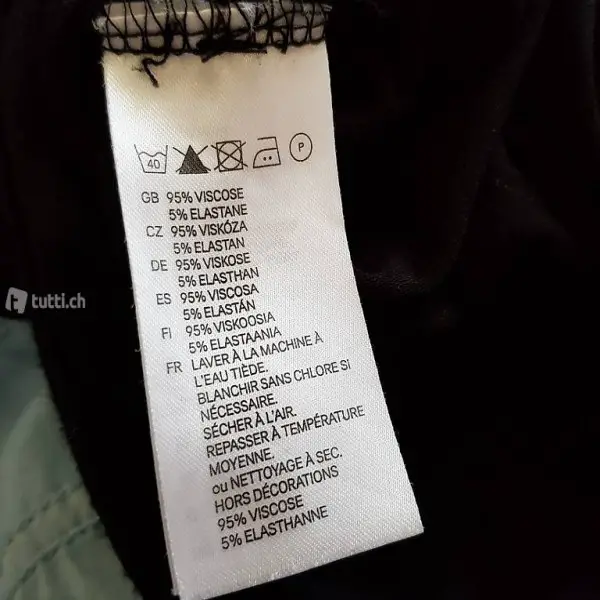 40
P
GB 95% VISCOSE
5% ELASTANE
CZ 95% VISKÓZA
5% ELASTAN
DE 95% VISKOSE
5% ELASTHAN
ES 95% VISCOSA
5% ELASTÁN
FI 95% VISKOOSIA
5% ELASTAANIA
FR LAVER À LA MACHINE À
L'EAU TIÈDE.
BLANCHIR SANS CHLORE SI
NÉCESSAIRE.
SÉCHER À L'AIR.
REPASSER À TEMPÉRATURE
MOYENNE.
ou NETTOYAGE À SEC.
HORS DÉCORATIONS
95% VISCOSE
5% ELASTHANNE
tutti.ch